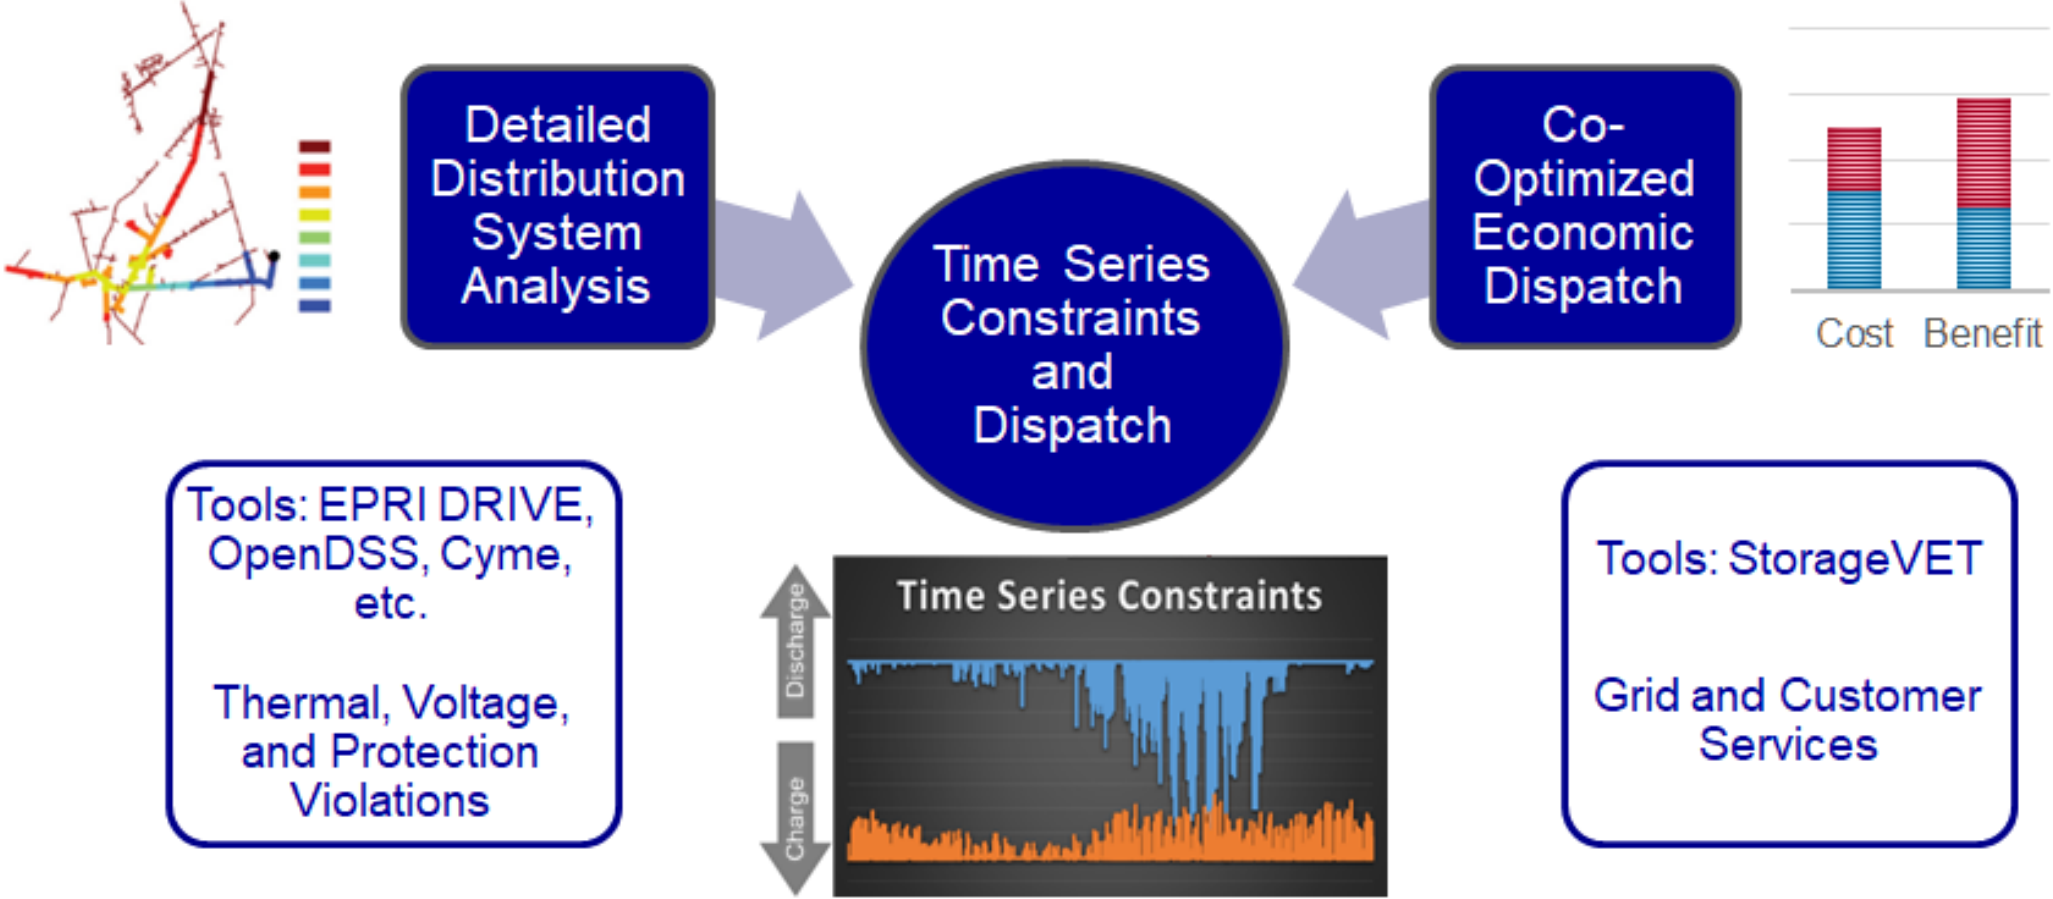 Detailed
Distribution
System
Analysis
Time Series
Constraints
and
Dispatch
Co-
Optimized
Economic
Dispatch
Cost Benefit
Tools: EPRI DRIVE,
OpenDSS, Cyme,
etc.
Thermal, Voltage,
and Protection
Violations
Discharge
Charge
Time Series Constraints
Tools: StorageVET
Grid and Customer
Services